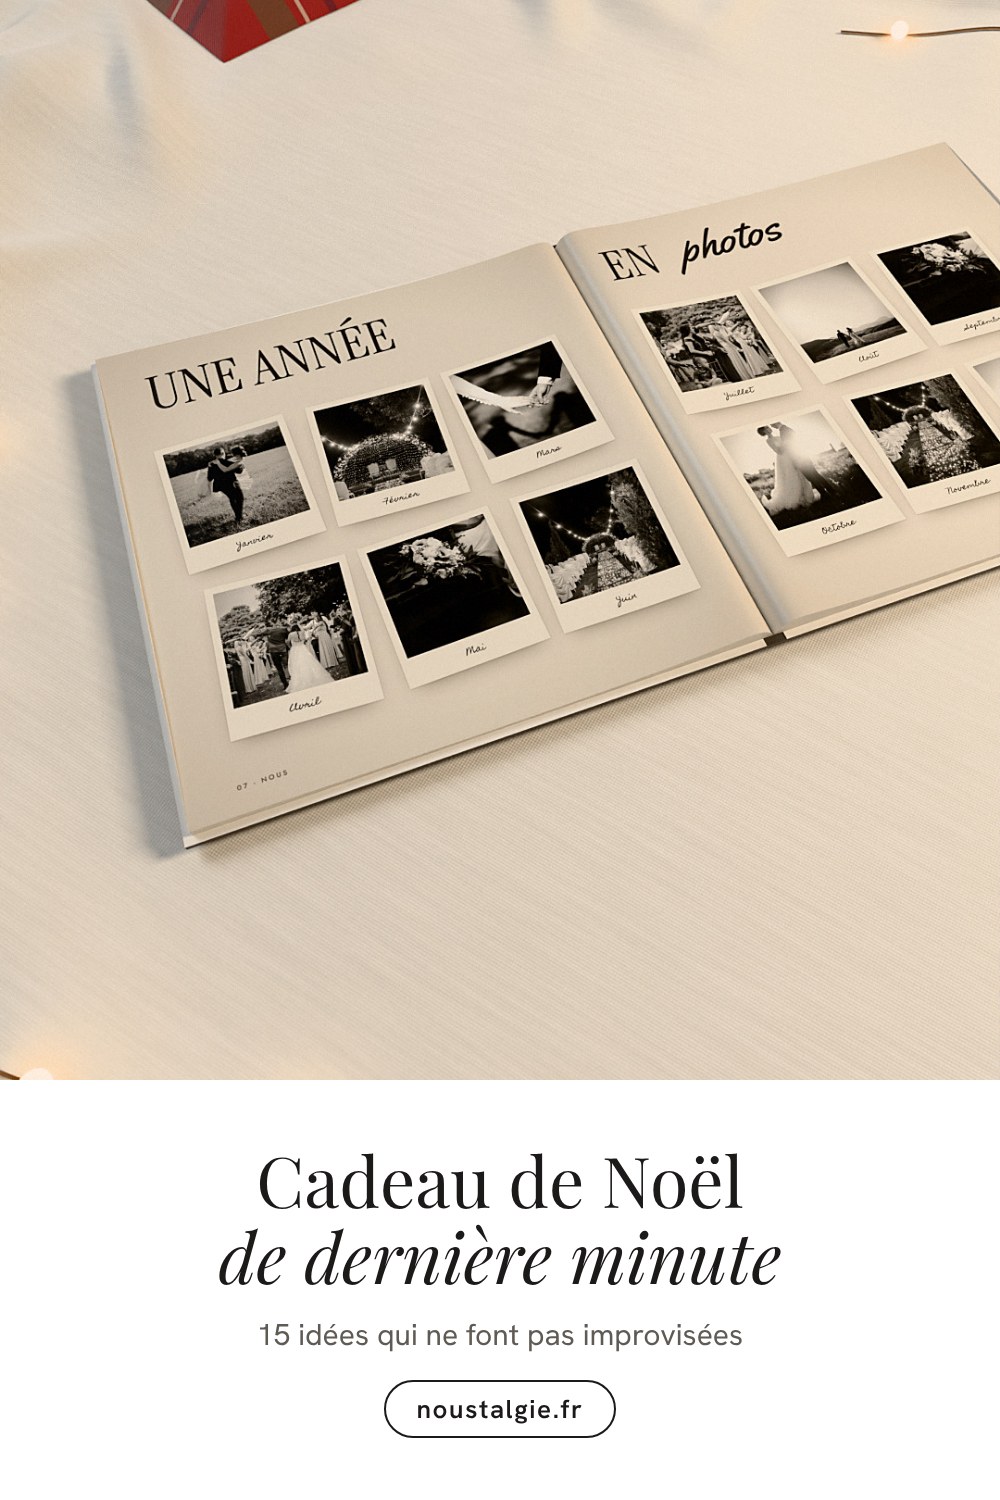 UNE ANNÉE
Janvier
Février
Mars
Avril
Mai
Juin
07 - NOUS
EN photos
Juillet
Août
Septembre
Octobre
Novembre
Cadeau de Noël
de dernière minute
15 idées qui ne font pas improvisées
noustalgie.fr